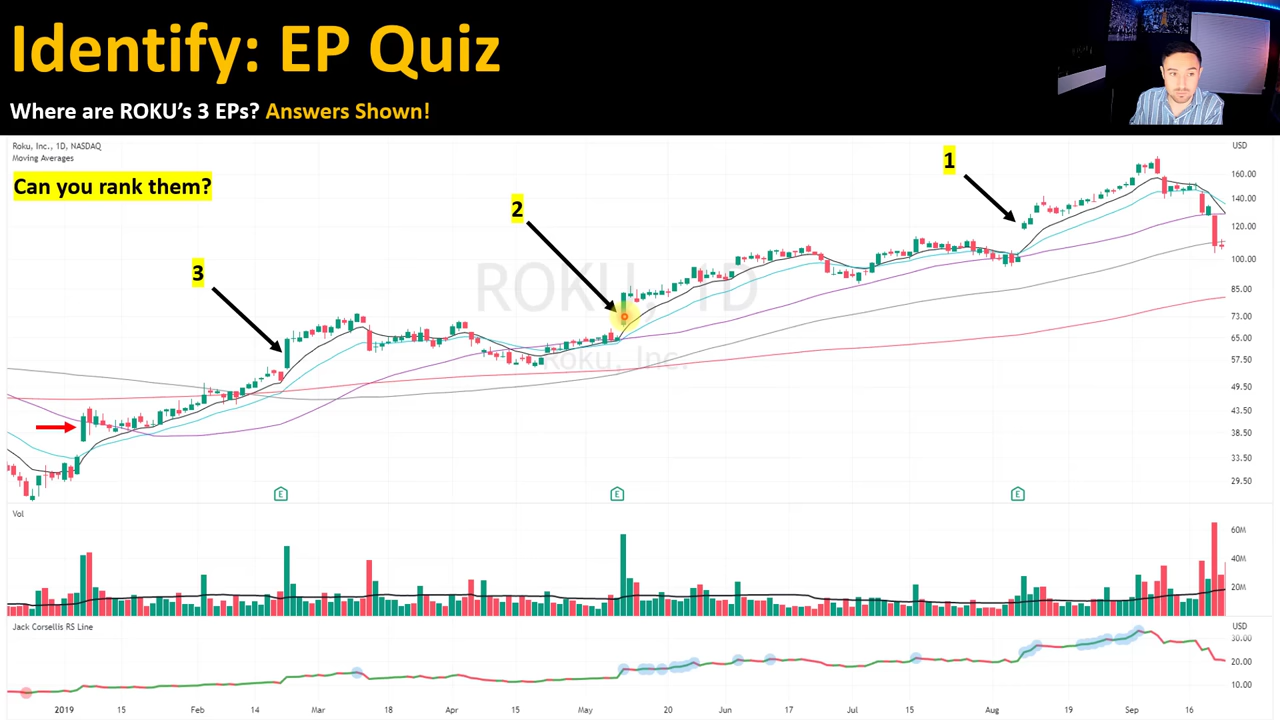 Identify: EP Quiz
Where are ROKU's 3 EPs? Answers Shown!
Roku, Inc., 1D, NASDAQ
Moving Averages
Can you rank them?
3
2
1
ROKU, 1D
Roku, Inc.
USD
160.00
140.00
120.00
100.00
85.00
73.00
65.00
57.50
49.50
43.50
38.50
33.50
29.50
E
E
E
Vol
60M
40M
20M
Jack Corsellis RS Line
USD
30.00
20.00
10.00
2019
15
Feb
14
Mar
18
Apr
15
May
20
Jun
17
Jul
15
Aug
19
Sep
16